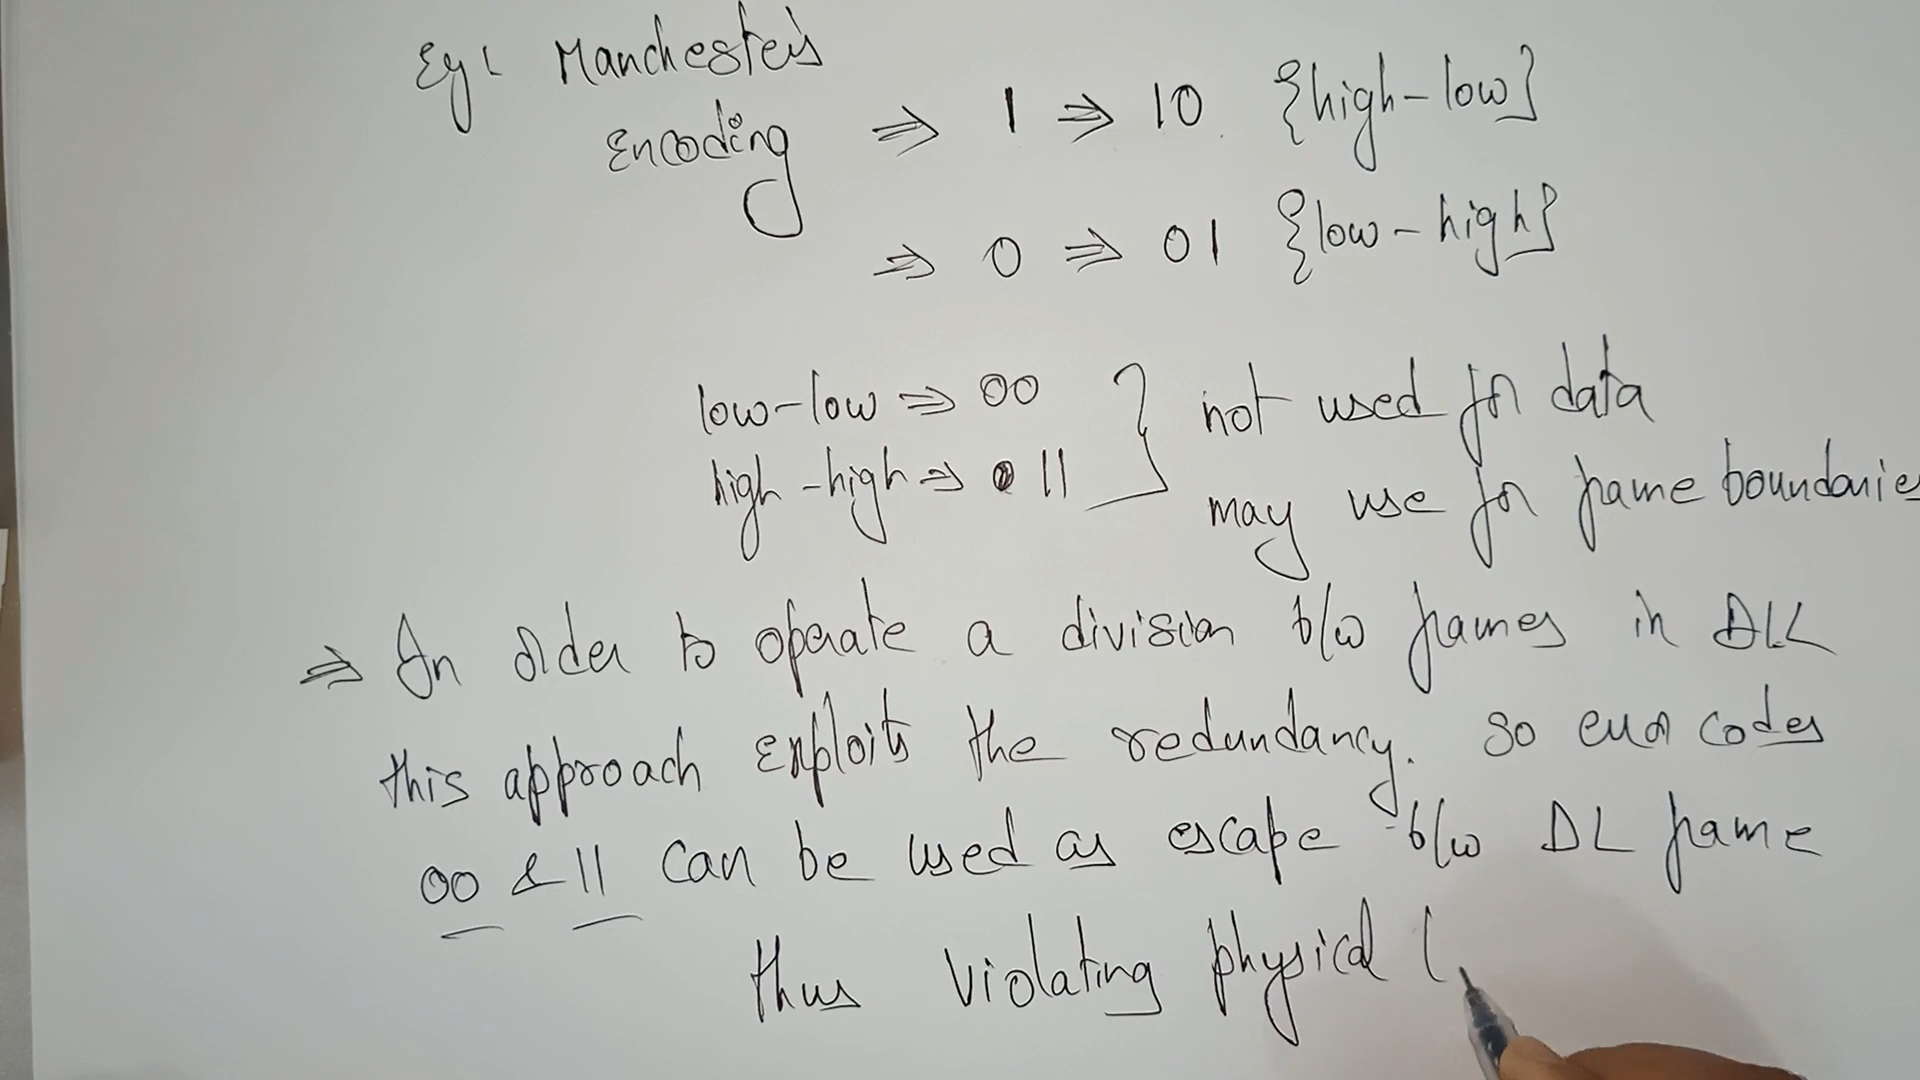 Eg: Manchester's
Encoding ⇒ 1 ⇒ 10 {high-low}
⇒ 0 ⇒ 01 {low-high}
low-low ⇒ 00 } not used for data
high-high ⇒ 11 may use for frame boundaries
⇒ In order to operate a division b/w frames in DLL
this approach exploits the redundancy. So codes
00 & 11 can be used as escape b/w DL frame
thus violating physical